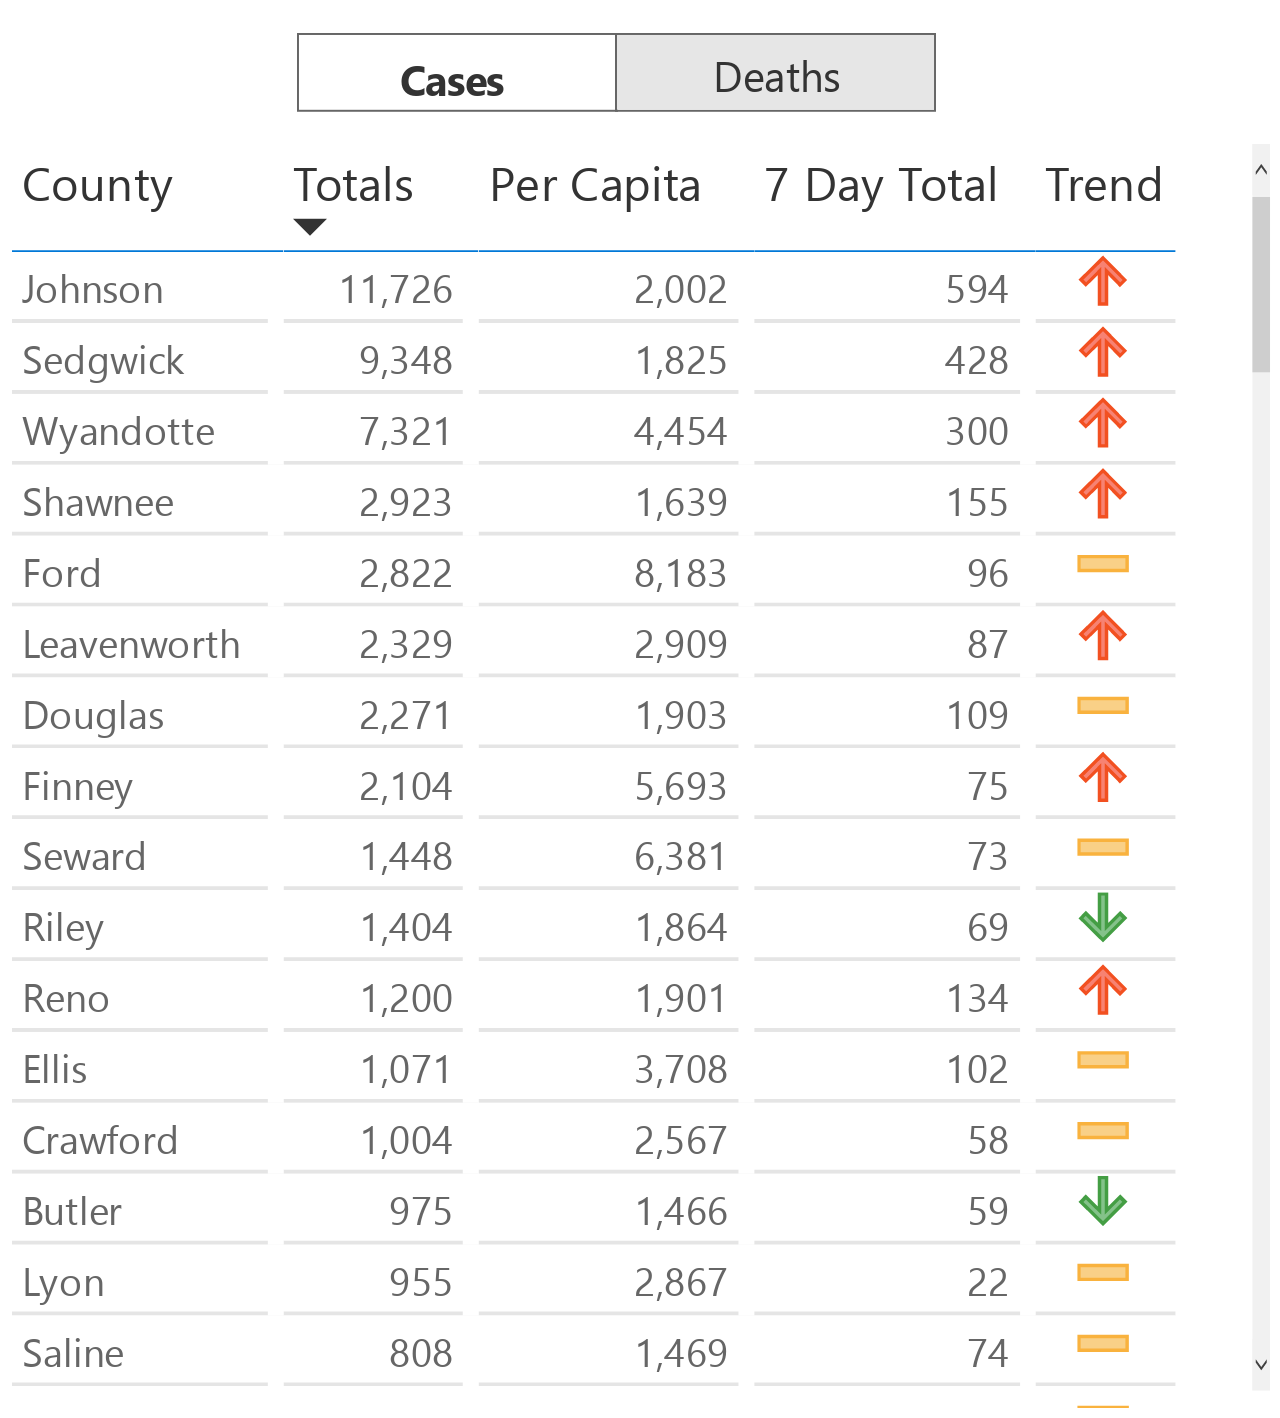 Cases Deaths
County Totals Per Capita 7 Day Total Trend
Johnson 11,726 2,002 594
Sedgwick 9,348 1,825 428
Wyandotte 7,321 4,454 300
Shawnee 2,923 1,639 155
Ford 2,822 8,183 96
Leavenworth 2,329 2,909 87
Douglas 2,271 1,903 109
Finney 2,104 5,693 75
Seward 1,448 6,381 73
Riley 1,404 1,864 69
Reno 1,200 1,901 134
Ellis 1,071 3,708 102
Crawford 1,004 2,567 58
Butler 975 1,466 59
Lyon 955 2,867 22
Saline 808 1,469 74